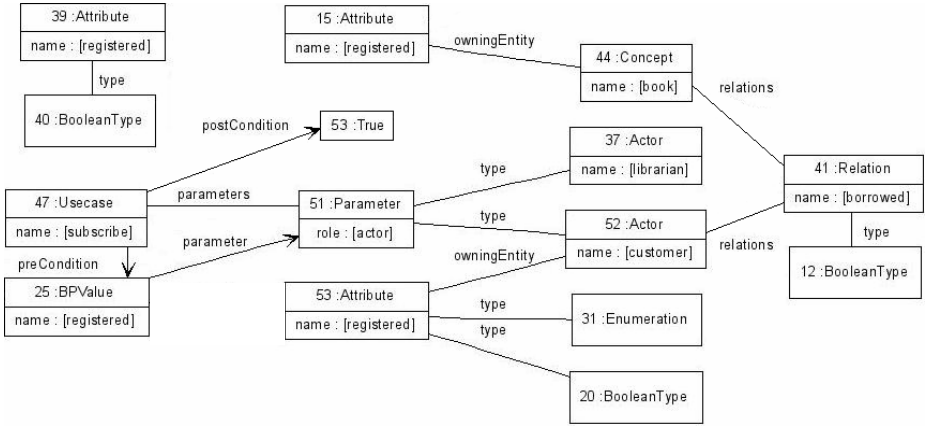 39 :Attribute
name : [registered]
type
40 :BooleanType
15 :Attribute
name : [registered]
owningEntity
44 :Concept
name : [book]
relations
postCondition
53 :True
37 :Actor
name : [librarian]
type
41 :Relation
name : [borrowed]
type
12 :BooleanType
47 :Usecase
name : [subscribe]
parameters
51 :Parameter
role : [actor]
type
52 :Actor
name : [customer]
relations
preCondition
parameter
25 :BPValue
name : [registered]
owningEntity
53 :Attribute
name : [registered]
type
31 :Enumeration
type
20 :BooleanType